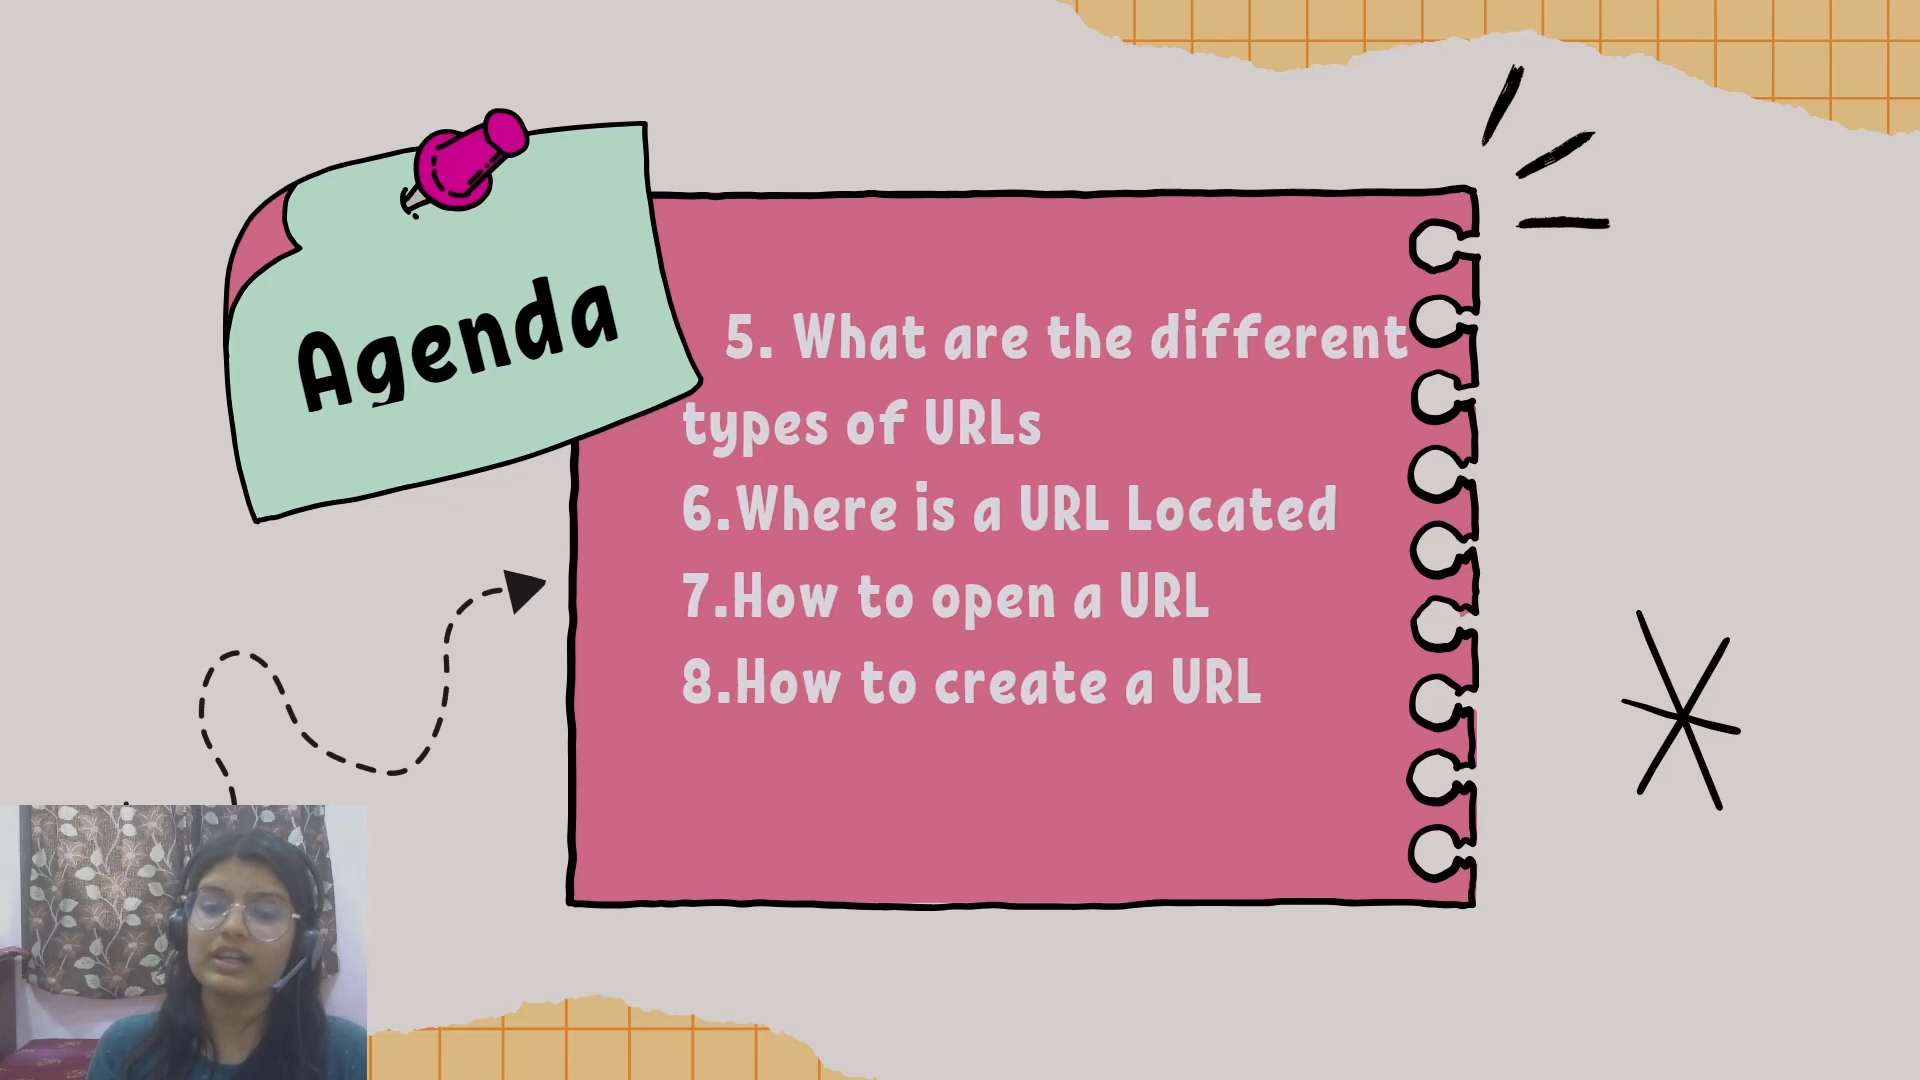 Agenda
5. What are the different
types of URLs
6.Where is a URL Located
7.How to open a URL
8.How to create a URL